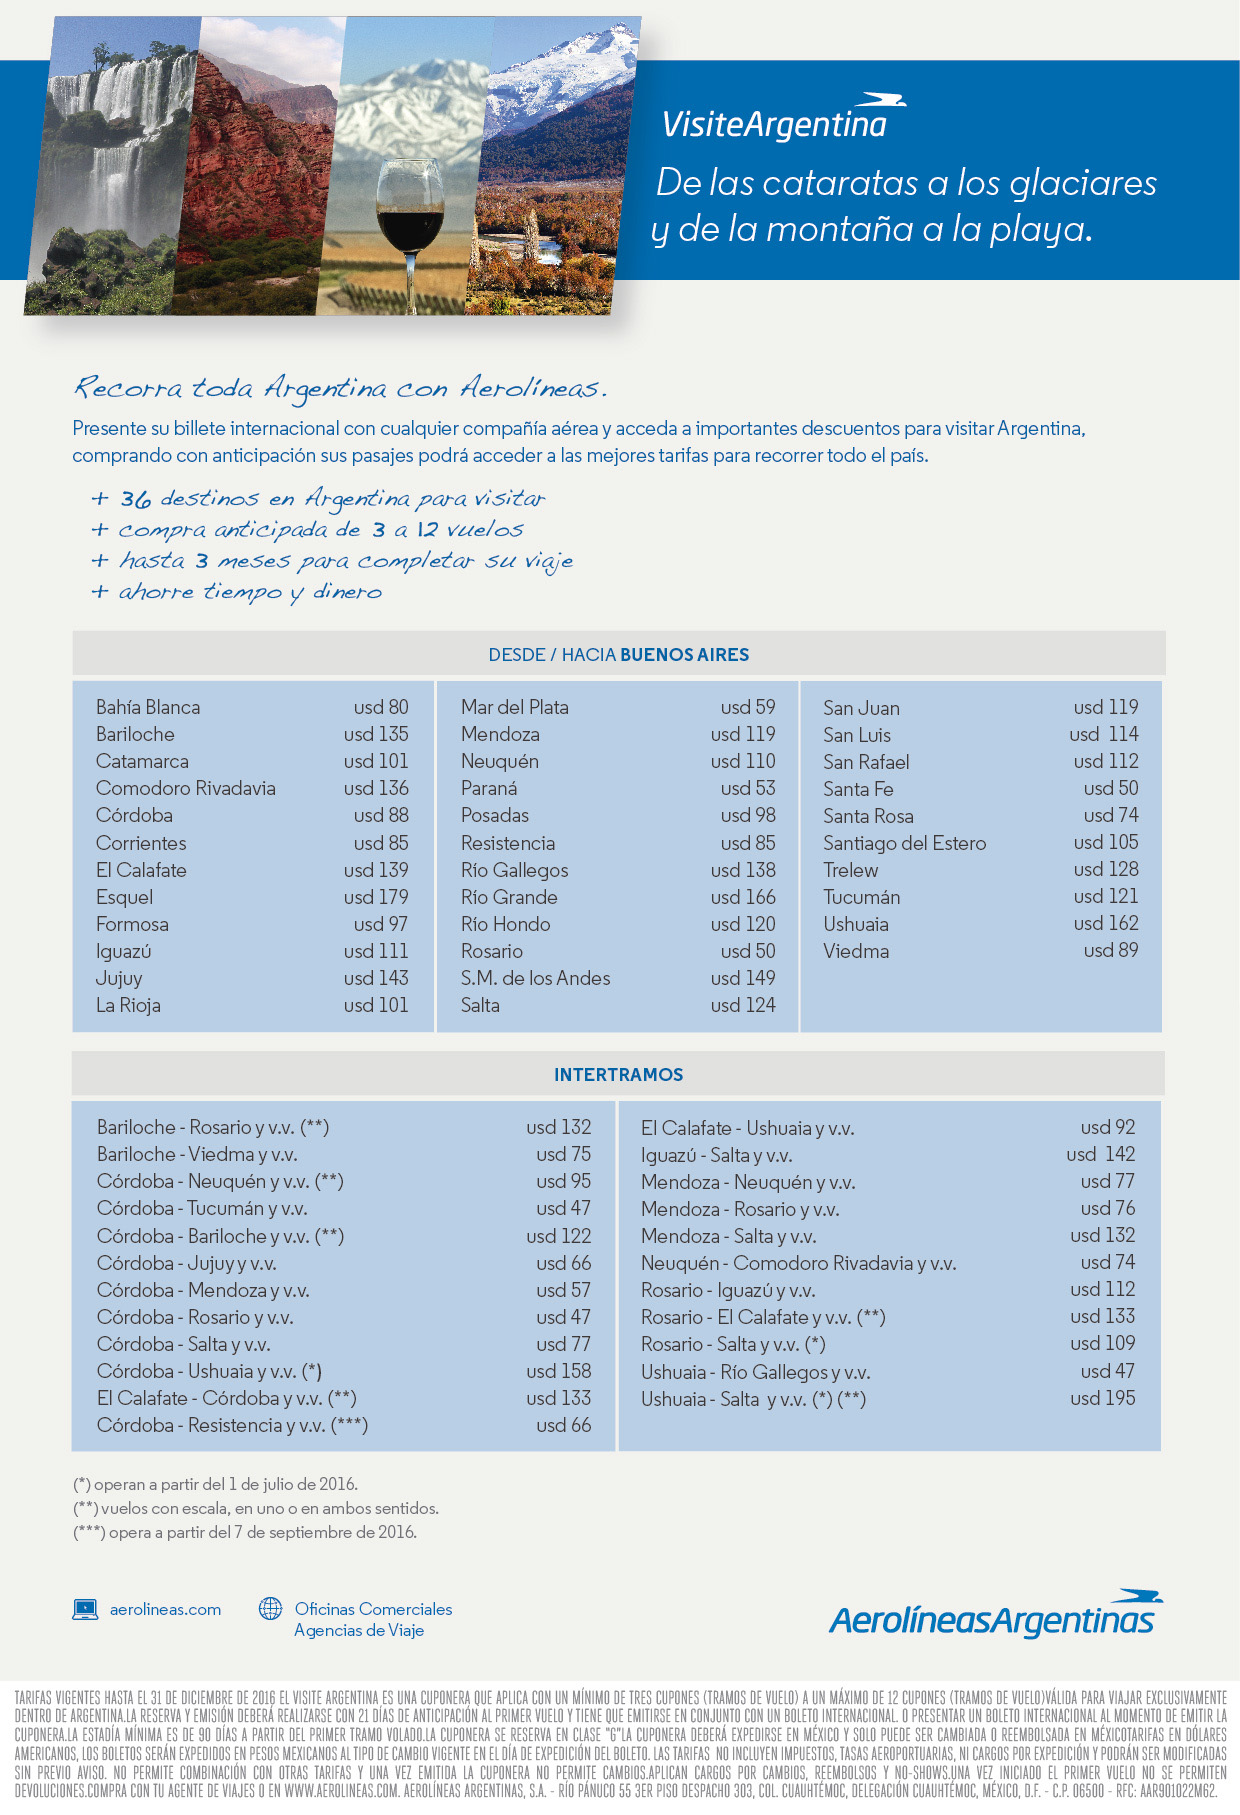 VisiteArgentina
De las cataratas a los glaciares
y de la montaña a la playa.
Recorra toda Argentina con Aerolíneas.
Presente su billete internacional con cualquier compañía aérea y acceda a importantes descuentos para visitar Argentina,
comprando con anticipación sus pasajes podrá acceder a las mejores tarifas para recorrer todo el país.
+ 36 destinos en Argentina para visitar
+ compra anticipada de 3 a 12 vuelos
+ hasta 3 meses para completar su viaje
+ ahorre tiempo y dinero
DESDE / HACIA BUENOS AIRES
Bahía Blanca usd 80
Bariloche usd 135
Catamarca usd 101
Comodoro Rivadavia usd 136
Córdoba usd 88
Corrientes usd 85
El Calafate usd 139
Esquel usd 179
Formosa usd 97
Iguazú usd 111
Jujuy usd 143
La Rioja usd 101
Mar del Plata usd 59
Mendoza usd 119
Neuquén usd 110
Paraná usd 53
Posadas usd 98
Resistencia usd 85
Río Gallegos usd 138
Río Grande usd 166
Río Hondo usd 120
Rosario usd 50
S.M. de los Andes usd 149
Salta usd 124
San Juan usd 119
San Luis usd 114
San Rafael usd 112
Santa Fe usd 50
Santa Rosa usd 74
Santiago del Estero usd 105
Trelew usd 128
Tucumán usd 121
Ushuaia usd 162
Viedma usd 89
INTERTRAMOS
Bariloche - Rosario y v.v. (**) usd 132
Bariloche - Viedma y v.v. usd 75
Córdoba - Neuquén y v.v. (**) usd 95
Córdoba - Tucumán y v.v. usd 47
Córdoba - Bariloche y v.v. (**) usd 122
Córdoba - Jujuy y v.v. usd 66
Córdoba - Mendoza y v.v. usd 57
Córdoba - Rosario y v.v. usd 47
Córdoba - Salta y v.v. usd 77
Córdoba - Ushuaia y v.v. (*) usd 158
El Calafate - Córdoba y v.v. (**) usd 133
Córdoba - Resistencia y v.v. (***) usd 66
El Calafate - Ushuaia y v.v. usd 92
Iguazú - Salta y v.v. usd 142
Mendoza - Neuquén y v.v. usd 77
Mendoza - Rosario y v.v. usd 76
Mendoza - Salta y v.v. usd 132
Neuquén - Comodoro Rivadavia y v.v. usd 74
Rosario - Iguazú y v.v. usd 112
Rosario - El Calafate y v.v. (**) usd 133
Rosario - Salta y v.v. (*) usd 109
Ushuaia - Río Gallegos y v.v. usd 47
Ushuaia - Salta y v.v. (*) (**) usd 195
(*) operan a partir del 1 de julio de 2016.
(**) vuelos con escala, en uno o en ambos sentidos.
(***) opera a partir del 7 de septiembre de 2016.
aerolineas.com
Oficinas Comerciales
Agencias de Viaje
AerolíneasArgentinas
TARIFAS VIGENTES HASTA EL 31 DE DICIEMBRE DE 2016 EL VISITE ARGENTINA ES UNA CUPONERA QUE APLICA CON UN MÍNIMO DE TRES CUPONES (TRAMOS DE VUELO) A UN MÁXIMO DE 12 CUPONES (TRAMOS DE VUELO)VÁLIDA PARA VIAJAR EXCLUSIVAMENTE
DENTRO DE ARGENTINA.LA RESERVA Y EMISIÓN DEBERÁ REALIZARSE CON 21 DÍAS DE ANTICIPACIÓN AL PRIMER VUELO Y TIENE QUE EMITIRSE EN CONJUNTO CON UN BOLETO INTERNACIONAL. O PRESENTAR UN BOLETO INTERNACIONAL AL MOMENTO DE EMITIR LA
CUPONERA.LA ESTADÍA MÍNIMA ES DE 90 DÍAS A PARTIR DEL PRIMER TRAMO VOLADO.LA CUPONERA SE RESERVA EN CLASE "G"LA CUPONERA DEBERÁ EXPEDIRSE EN MÉXICO Y SOLO PUEDE SER CAMBIADA O REEMBOLSADA EN MÉXICOTARIFAS EN DÓLARES
AMERICANOS, LOS BOLETOS SERÁN EXPEDIDOS EN PESOS MEXICANOS AL TIPO DE CAMBIO VIGENTE EN EL DÍA DE EXPEDICIÓN DEL BOLETO. LAS TARIFAS NO INCLUYEN IMPUESTOS, TASAS AEROPORTUARIAS, NI CARGOS POR EXPEDICIÓN Y PODRÁN SER MODIFICADAS
SIN PREVIO AVISO. NO PERMITE COMBINACIÓN CON OTRAS TARIFAS Y UNA VEZ EMITIDA LA CUPONERA NO PERMITE CAMBIOS.APLICAN CARGOS POR CAMBIOS, REEMBOLSOS Y NO-SHOWS.UNA VEZ INICIADO EL PRIMER VUELO NO SE PERMITEN
DEVOLUCIONES.COMPRA CON TU AGENTE DE VIAJES O EN WWW.AEROLINEAS.COM. AEROLÍNEAS ARGENTINAS, S.A. - RÍO PÁNUCO 55 3ER PISO DESPACHO 303, COL. CUAUHTÉMOC, DELEGACIÓN CUAUHTÉMOC, MÉXICO, D.F. - C.P. 06500 - RFC: AAR901022M62.